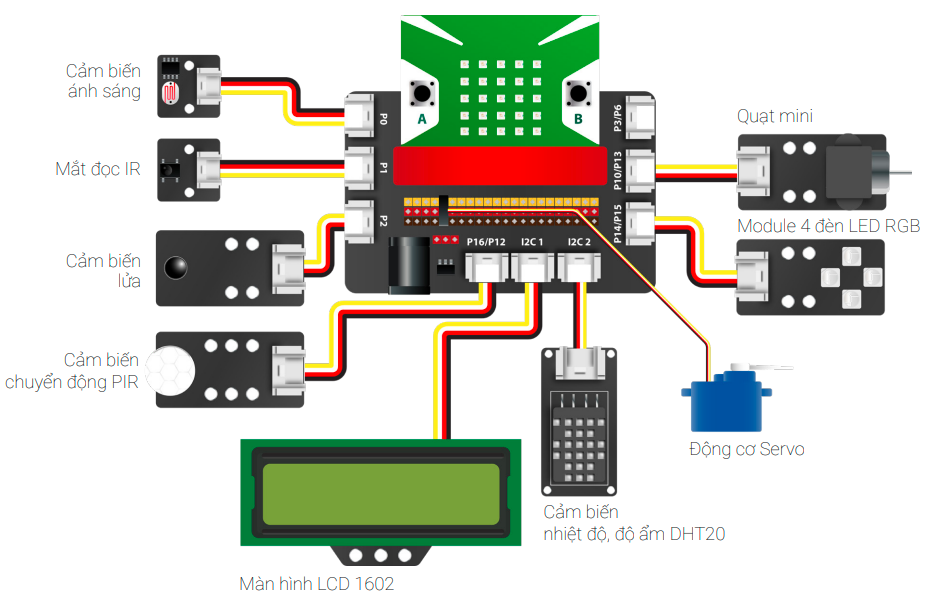 Cảm biến
ánh sáng
Mắt đọc IR
Cảm biến
lửa
Cảm biến
chuyển động PIR
A
B
P0
P1
P2
P3/P6
P10/P13
P14/P15
P16/P12
I2C 1
I2C 2
Quạt mini
Module 4 đèn LED RGB
Động cơ Servo
Cảm biến
nhiệt độ, độ ẩm DHT20
Màn hình LCD 1602